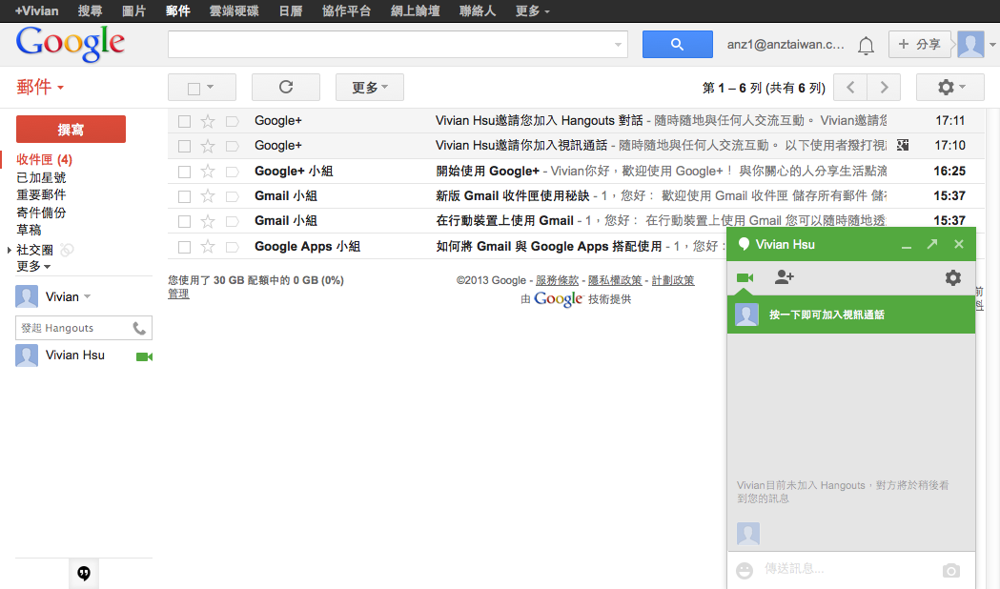 +Vivian 搜尋 圖片 郵件 雲端硬碟 日曆 協作平台 網上論壇 聯絡人 更多
Google
anz1@anztaiwan.c...
+ 分享
郵件
更多
第 1 – 6 列 (共有 6 列)
撰寫
收件匣 (4)
已加星號
重要郵件
寄件備份
草稿
社交圈
更多
Vivian
發起 Hangouts
Vivian Hsu
Google+ Vivian Hsu邀請您加入 Hangouts 對話 - 隨時隨地與任何人交流互動。 Vivian邀請您 17:11
Google+ Vivian Hsu邀請你加入視訊通話 - 隨時隨地與任何人交流互動。 以下使用者撥打視 17:10
Google+ 小組 開始使用 Google+ - Vivian你好，歡迎使用 Google+！ 與你關心的人分享生活點 16:25
Gmail 小組 新版 Gmail 收件匣使用秘訣 - 1，您好： 歡迎使用 Gmail 收件匣 儲存所有郵件 儲 15:37
Gmail 小組 在行動裝置上使用 Gmail - 1，您好： 在行動裝置上使用 Gmail 您可以隨時隨地透 15:37
Google Apps 小組 如何將 Gmail 與 Google Apps 搭配使用 - 1，您好：
您使用了 30 GB 配額中的 0 GB (0%)
管理
©2013 Google - 服務條款 - 隱私權政策 - 計劃政策
由 Google 技術提供
前
Vivian Hsu
按一下即可加入視訊通話
Vivian目前未加入 Hangouts，對方將於稍後看
到您的訊息
傳送訊息...